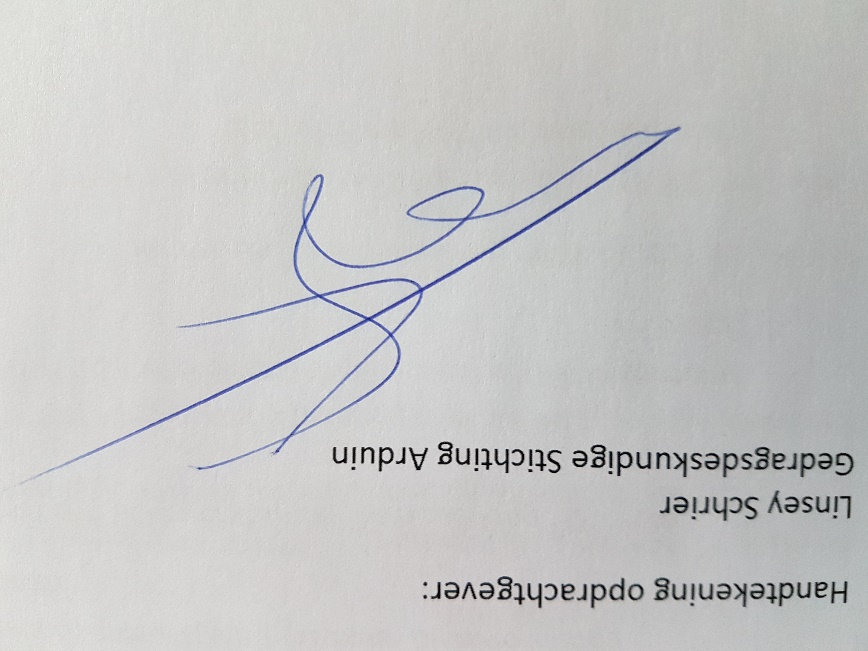 Handtekening opdrachtgever:
Linsey Schrier
Gedragsdeskundige Stichting Arduin